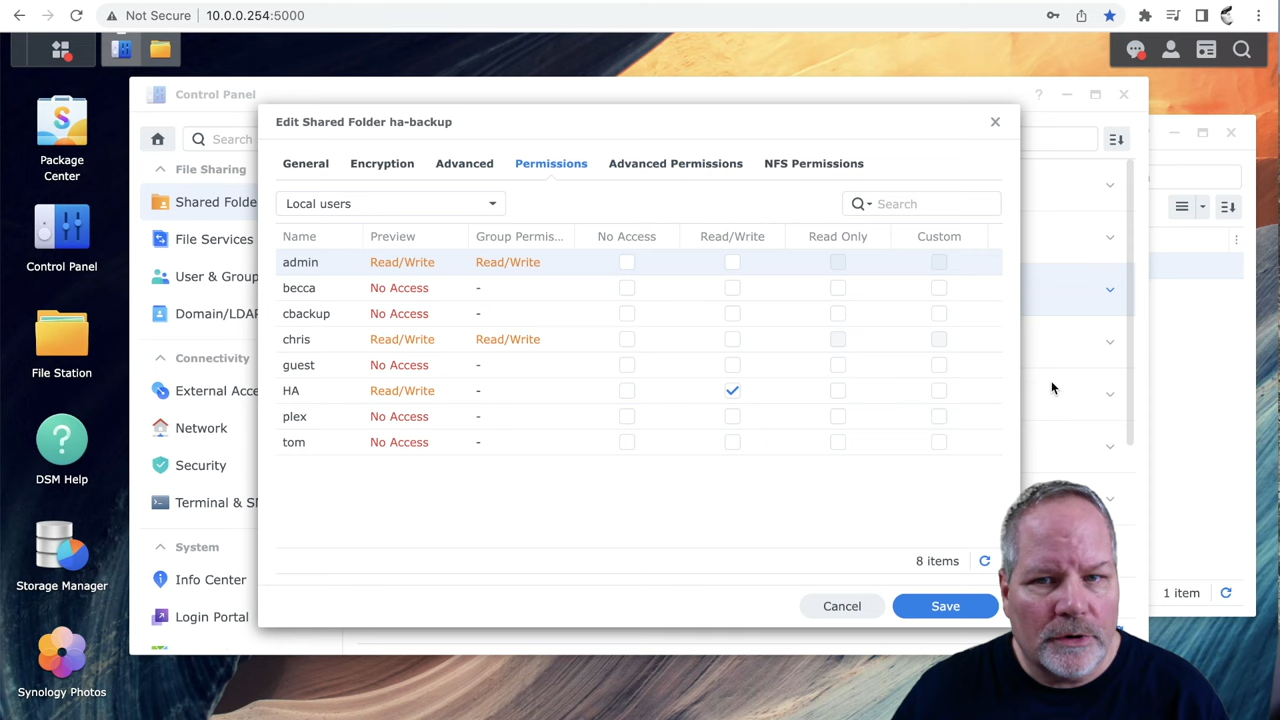 Not Secure | 10.0.0.254:5000
Package
Center
Control Panel
File Station
DSM Help
Storage Manager
Synology Photos
Control Panel
Search
File Sharing
Shared Folde
File Services
User & Group
Domain/LDAP
Connectivity
External Acce
Network
Security
Terminal & SN
System
Info Center
Login Portal
Edit Shared Folder ha-backup
General Encryption Advanced Permissions Advanced Permissions NFS Permissions
Local users Search
Name Preview Group Permis... No Access Read/Write Read Only Custom
admin Read/Write Read/Write
becca No Access -
cbackup No Access -
chris Read/Write Read/Write
guest No Access -
HA Read/Write -
plex No Access -
tom No Access -
8 items
Cancel Save
1 item